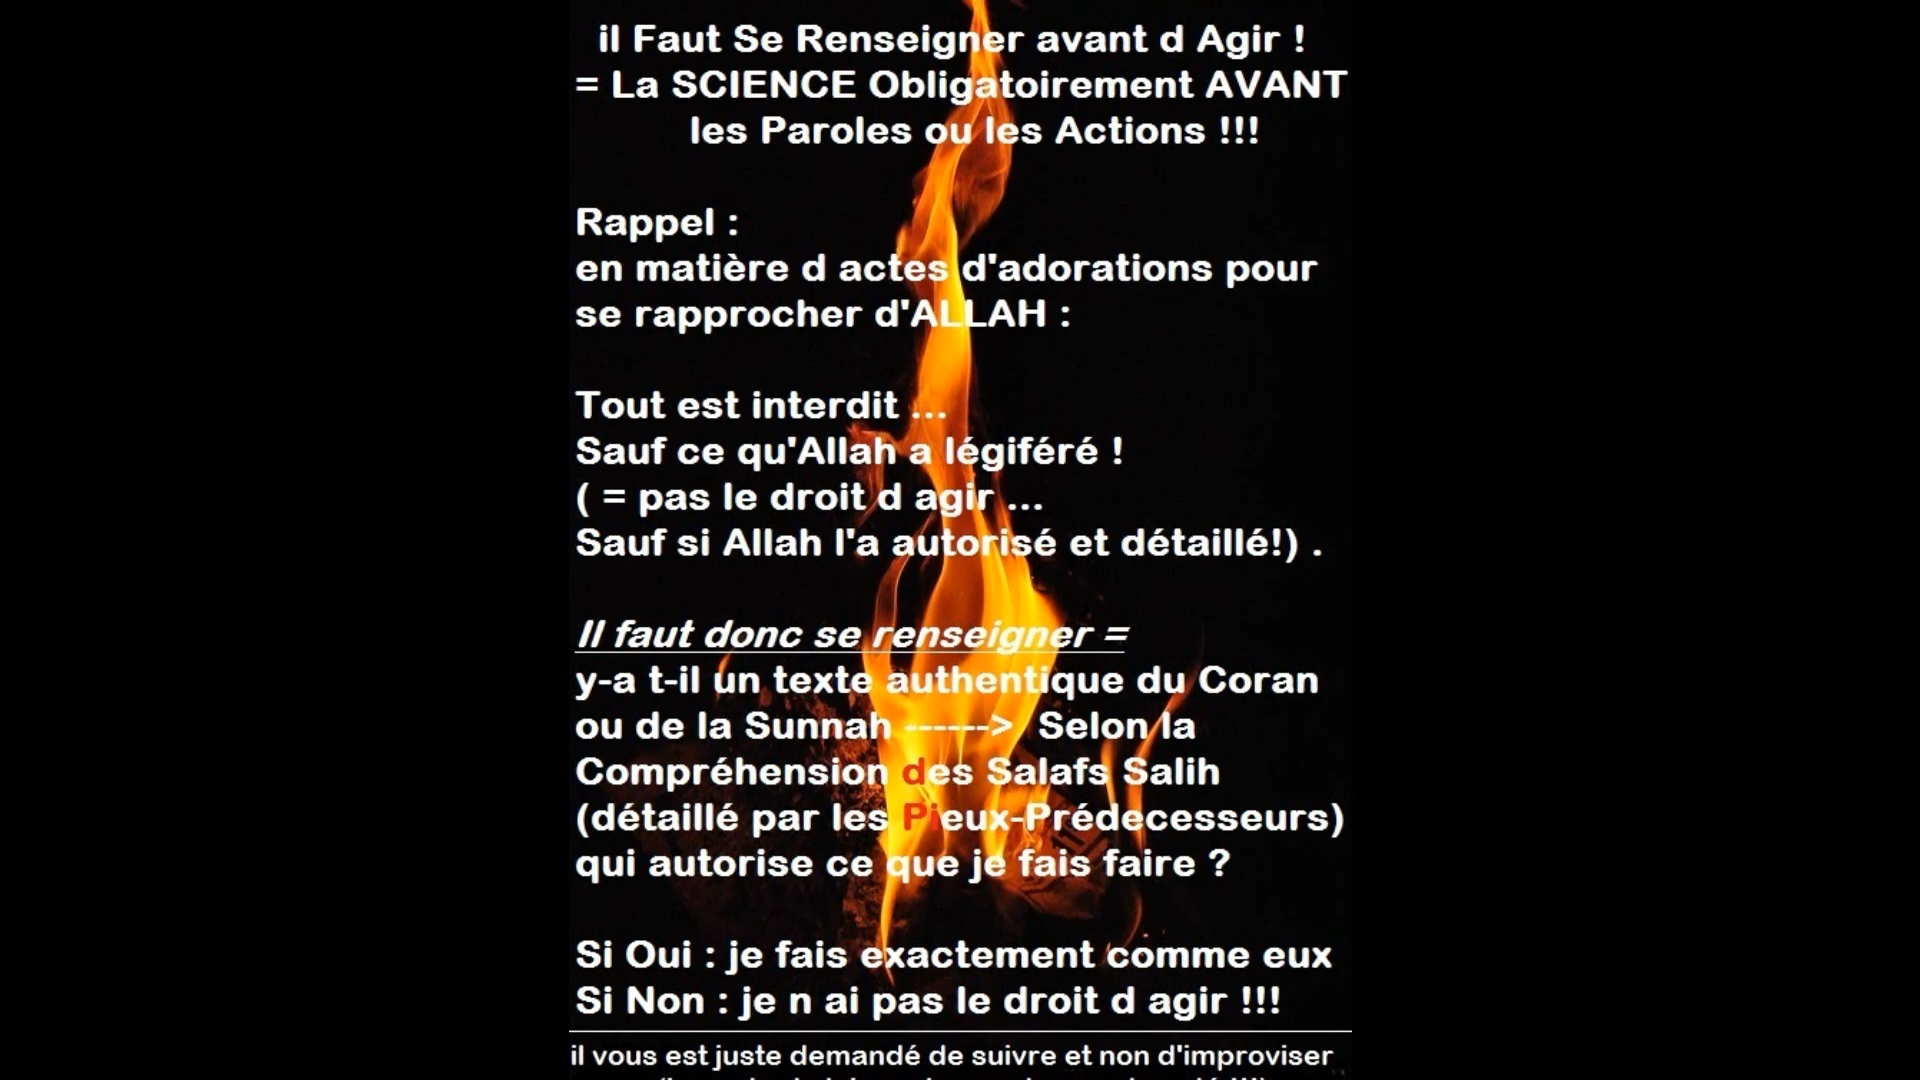 il Faut Se Renseigner avant d Agir !
= La SCIENCE Obligatoirement AVANT
les Paroles ou les Actions !!!
Rappel :
en matière d actes d'adorations pour
se rapprocher d'ALLAH :
Tout est interdit ...
Sauf ce qu'Allah a légiféré !
( = pas le droit d agir ...
Sauf si Allah l'a autorisé et détaillé!) .
Il faut donc se renseigner =
y-a t-il un texte authentique du Coran
ou de la Sunnah ------> Selon la
Compréhension des Salafs Salih
(détaillé par les Pieux-Prédecesseurs)
qui autorise ce que je fais faire ?
Si Oui : je fais exactement comme eux
Si Non : je n ai pas le droit d agir !!!
il vous est juste demandé de suivre et non d'improviser